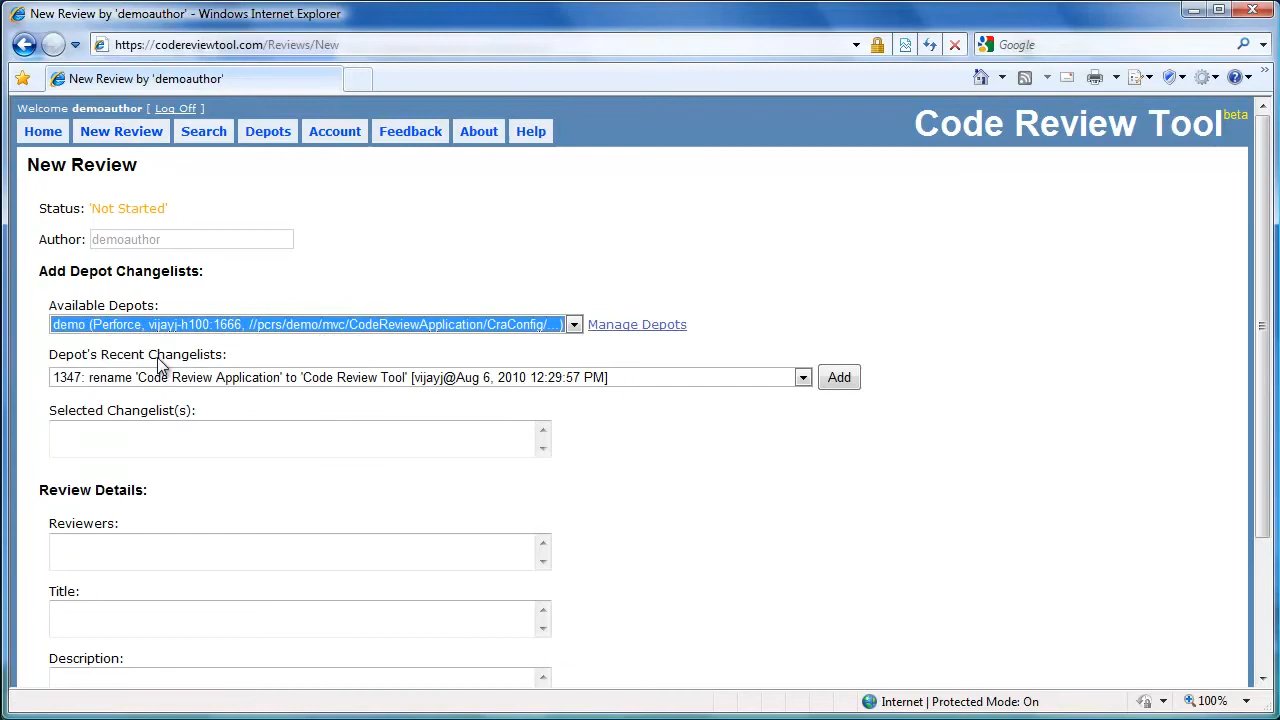 New Review by 'demoauthor' - Windows Internet Explorer
https://codereviewtool.com/Reviews/New
Google
New Review by 'demoauthor'
Welcome demoauthor [ Log Off ]
Home New Review Search Depots Account Feedback About Help
Code Review Tool beta
New Review
Status: 'Not Started'
Author: demoauthor
Add Depot Changelists:
Available Depots:
demo (Perforce, vijayj-h100:1666, //pcrs/demo/mvc/CodeReviewApplication/CraConfig/...) Manage Depots
Depot's Recent Changelists:
1347: rename 'Code Review Application' to 'Code Review Tool' [vijayj@Aug 6, 2010 12:29:57 PM] Add
Selected Changelist(s):
Review Details:
Reviewers:
Title:
Description:
Internet | Protected Mode: On
100%